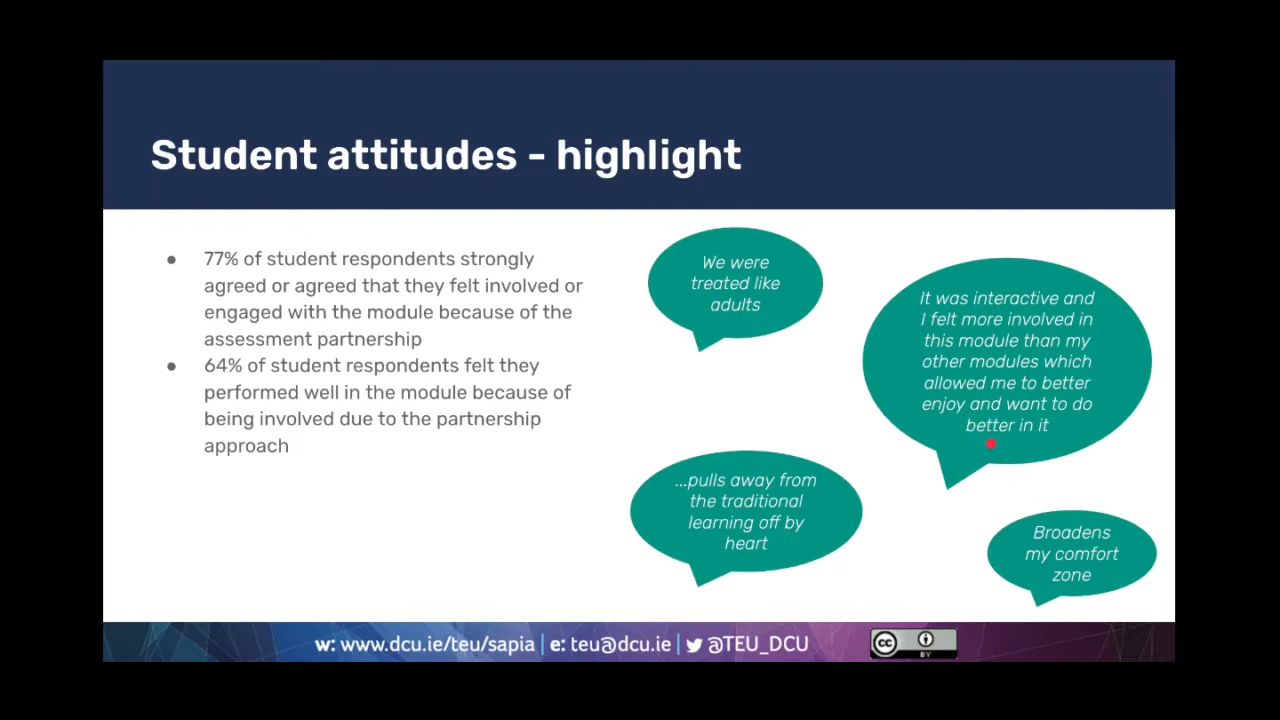 Student attitudes - highlight
● 77% of student respondents strongly
agreed or agreed that they felt involved or
engaged with the module because of the
assessment partnership
● 64% of student respondents felt they
performed well in the module because of
being involved due to the partnership
approach
We were
treated like
adults
It was interactive and
I felt more involved in
this module than my
other modules which
allowed me to better
enjoy and want to do
better in it
...pulls away from
the traditional
learning off by
heart
Broadens
my comfort
zone
w: www.dcu.ie/teu/sapia | e: teu@dcu.ie | @TEU_DCU
cc
BY